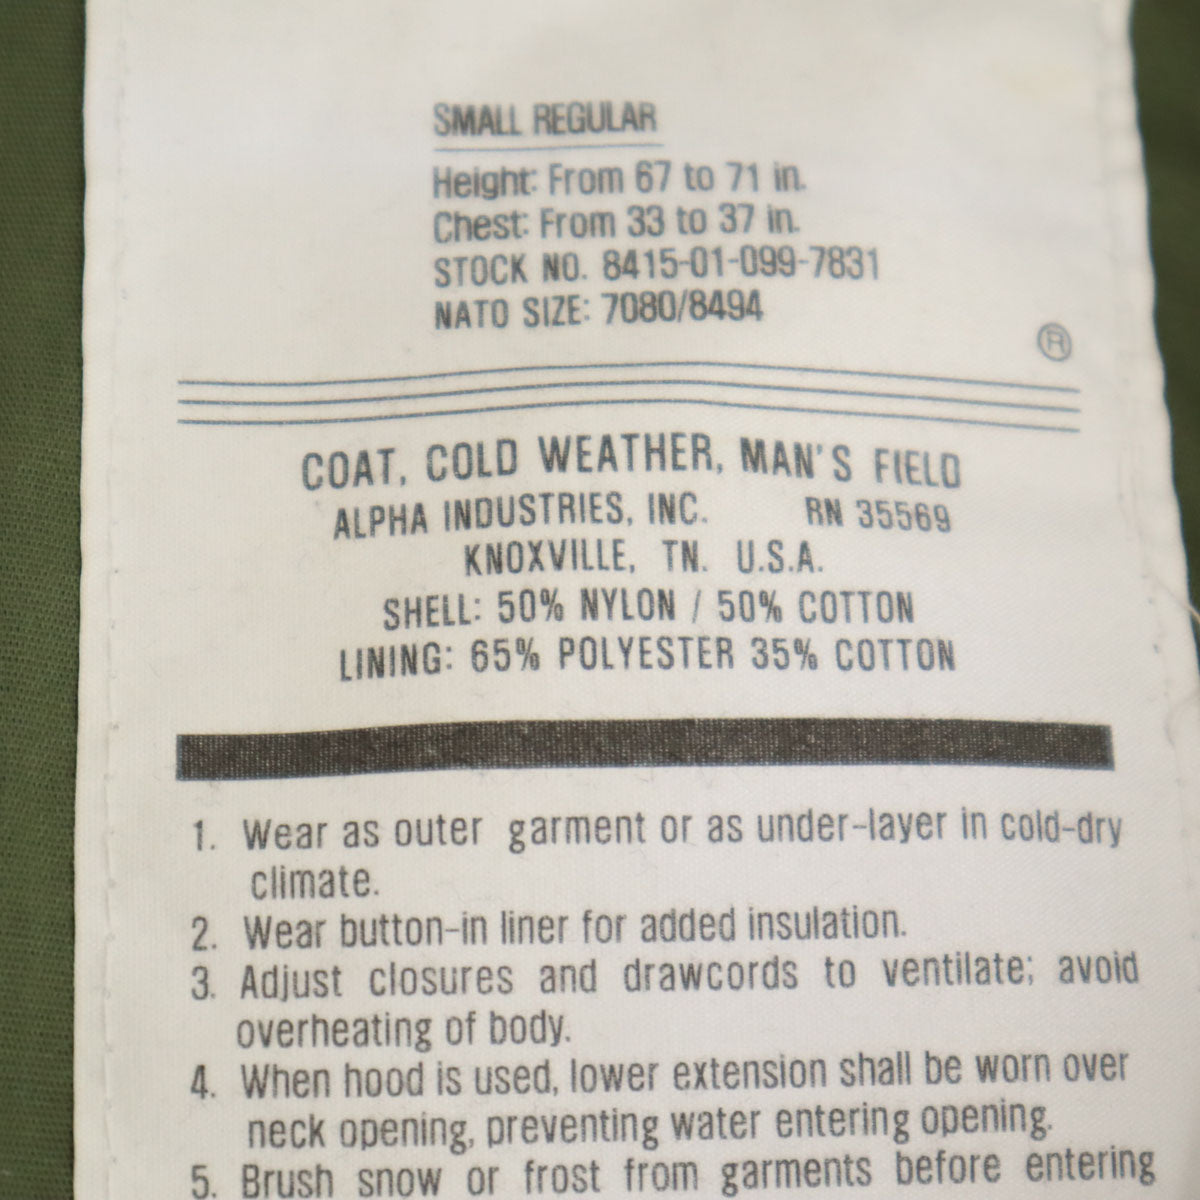 SMALL REGULAR
Height: From 67 to 71 in.
Chest: From 33 to 37 in.
STOCK NO. 8415-01-099-7831
NATO SIZE: 7080/8494
®
COAT, COLD WEATHER, MAN'S FIELD
ALPHA INDUSTRIES, INC. RN 35569
KNOXVILLE, TN. U.S.A.
SHELL: 50% NYLON / 50% COTTON
LINING: 65% POLYESTER 35% COTTON
1. Wear as outer garment or as under-layer in cold-dry
climate.
2. Wear button-in liner for added insulation.
3. Adjust closures and drawcords to ventilate; avoid
overheating of body.
4. When hood is used, lower extension shall be worn over
neck opening, preventing water entering opening.
5. Brush snow or frost from garments before entering